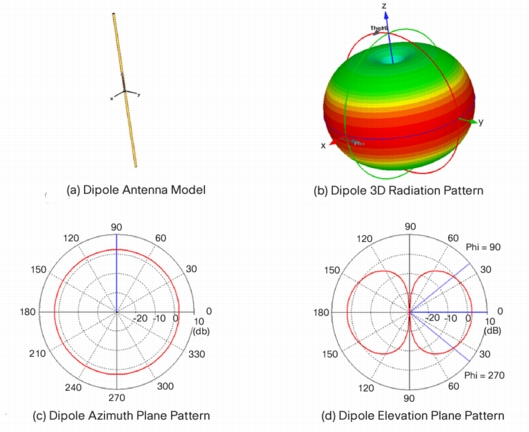 z
Theta
y
x
x
y
Phi
(a) Dipole Antenna Model
(b) Dipole 3D Radiation Pattern
90
120
60
150
30
180
-20 -10 0
10
0
(db)
210
330
240
300
270
(c) Dipole Azimuth Plane Pattern
90
120
60
Phi = 90
150
30
180
-20 -10 0
10
0
(dB)
150
30
Phi = 270
120
60
90
(d) Dipole Elevation Plane Pattern